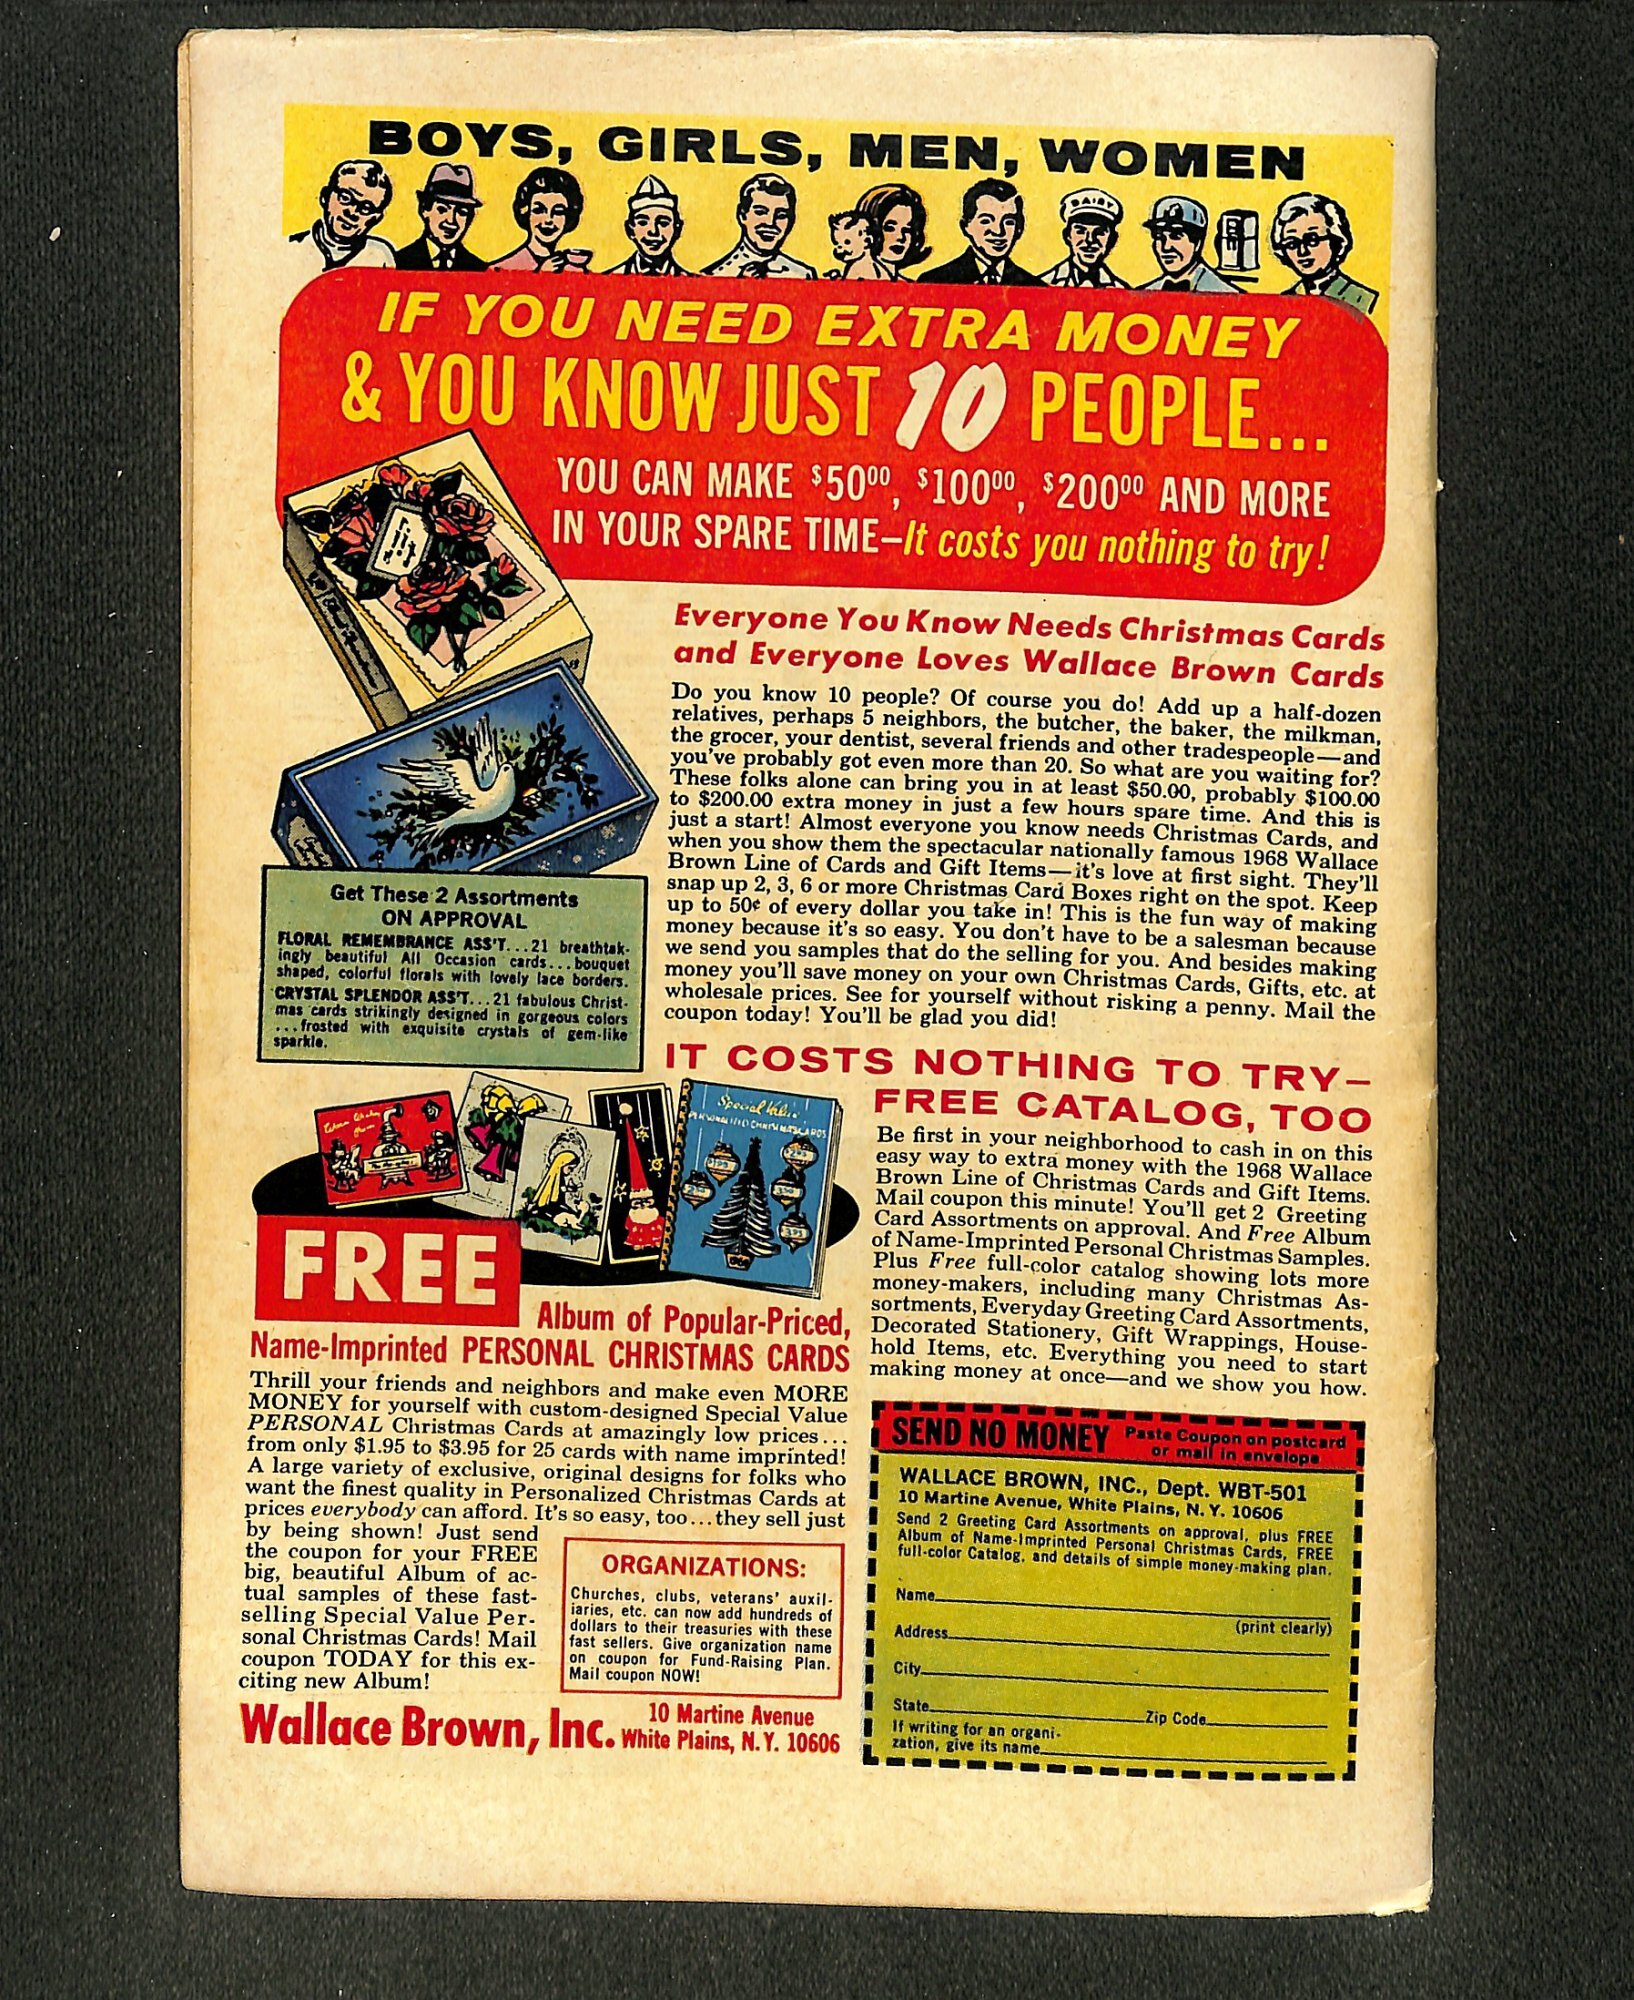 BOYS, GIRLS, MEN, WOMEN
DAIRY
IF YOU NEED EXTRA MONEY
& YOU KNOW JUST 10 PEOPLE...
YOU CAN MAKE $50⁰⁰, $100⁰⁰, $200⁰⁰ AND MORE
IN YOUR SPARE TIME–It costs you nothing to try!
Everyone You Know Needs Christmas Cards
and Everyone Loves Wallace Brown Cards
Do you know 10 people? Of course you do! Add up a half-dozen
relatives, perhaps 5 neighbors, the butcher, the baker, the milkman,
the grocer, your dentist, several friends and other tradespeople—and
you've probably got even more than 20. So what are you waiting for?
These folks alone can bring you in at least $50.00, probably $100.00
to $200.00 extra money in just a few hours spare time. And this is
just a start! Almost everyone you know needs Christmas Cards, and
when you show them the spectacular nationally famous 1968 Wallace
Brown Line of Cards and Gift Items—it's love at first sight. They'll
snap up 2, 3, 6 or more Christmas Card Boxes right on the spot. Keep
up to 50¢ of every dollar you take in! This is the fun way of making
money because it's so easy. You don't have to be a salesman because
we send you samples that do the selling for you. And besides making
money you'll save money on your own Christmas Cards, Gifts, etc. at
wholesale prices. See for yourself without risking a penny. Mail the
coupon today! You'll be glad you did!
Get These 2 Assortments
ON APPROVAL
FLORAL REMEMBRANCE ASS'T...21 breathtak-
ingly beautiful All Occasion cards...bouquet
shaped, colorful florals with lovely lace borders.
CRYSTAL SPLENDOR ASS'T...21 fabulous Christ-
mas cards strikingly designed in gorgeous colors
...frosted with exquisite crystals of gem-like
sparkle.
IT COSTS NOTHING TO TRY–
FREE CATALOG, TOO
Be first in your neighborhood to cash in on this
easy way to extra money with the 1968 Wallace
Brown Line of Christmas Cards and Gift Items.
Mail coupon this minute! You'll get 2 Greeting
Card Assortments on approval. And Free Album
of Name-Imprinted Personal Christmas Samples.
Plus Free full-color catalog showing lots more
money-makers, including many Christmas As-
sortments, Everyday Greeting Card Assortments,
Decorated Stationery, Gift Wrappings, House-
hold Items, etc. Everything you need to start
making money at once—and we show you how.
Special Value
PERSONALIZED CHRISTMAS CARDS
FREE
Album of Popular-Priced,
Name-Imprinted PERSONAL CHRISTMAS CARDS
Thrill your friends and neighbors and make even MORE
MONEY for yourself with custom-designed Special Value
PERSONAL Christmas Cards at amazingly low prices...
from only $1.95 to $3.95 for 25 cards with name imprinted!
A large variety of exclusive, original designs for folks who
want the finest quality in Personalized Christmas Cards at
prices everybody can afford. It's so easy, too...they sell just
by being shown! Just send
the coupon for your FREE
big, beautiful Album of ac-
tual samples of these fast-
selling Special Value Per-
sonal Christmas Cards! Mail
coupon TODAY for this ex-
citing new Album!
ORGANIZATIONS:
Churches, clubs, veterans' auxil-
iaries, etc. can now add hundreds of
dollars to their treasuries with these
fast sellers. Give organization name
on coupon for Fund-Raising Plan.
Mail coupon NOW!
Wallace Brown, Inc.
10 Martine Avenue
White Plains, N.Y. 10606
SEND NO MONEY
Paste Coupon on postcard
or mail in envelope
WALLACE BROWN, INC., Dept. WBT-501
10 Martine Avenue, White Plains, N. Y. 10606
Send 2 Greeting Card Assortments on approval, plus FREE
Album of Name-Imprinted Personal Christmas Cards, FREE
full-color Catalog, and details of simple money-making plan.
Name
(print clearly)
Address
City
State Zip Code
If writing for an organi-
zation, give its name